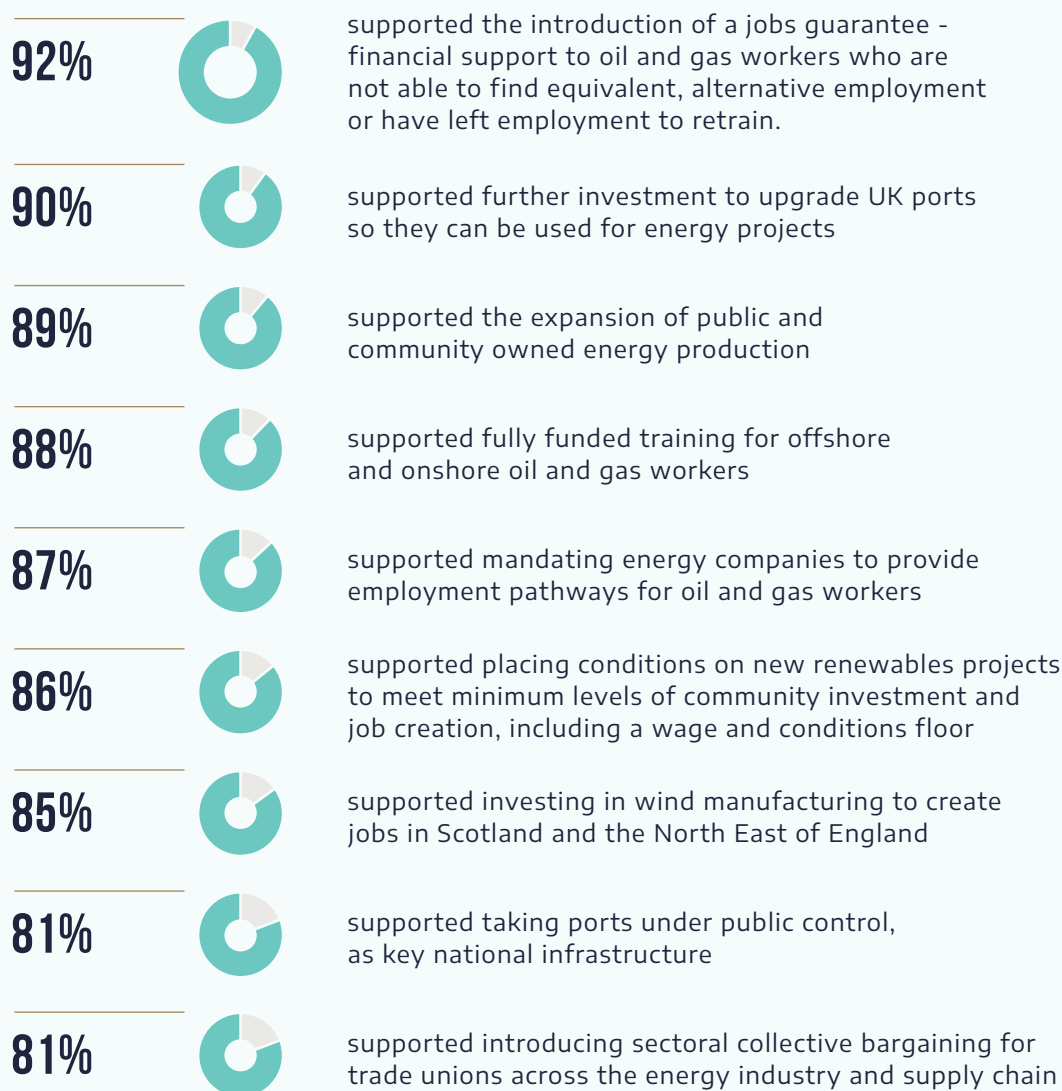 92%
supported the introduction of a jobs guarantee -
financial support to oil and gas workers who are
not able to find equivalent, alternative employment
or have left employment to retrain.
90%
supported further investment to upgrade UK ports
so they can be used for energy projects
89%
supported the expansion of public and
community owned energy production
88%
supported fully funded training for offshore
and onshore oil and gas workers
87%
supported mandating energy companies to provide
employment pathways for oil and gas workers
86%
supported placing conditions on new renewables projects
to meet minimum levels of community investment and
job creation, including a wage and conditions floor
85%
supported investing in wind manufacturing to create
jobs in Scotland and the North East of England
81%
supported taking ports under public control,
as key national infrastructure
81%
supported introducing sectoral collective bargaining for
trade unions across the energy industry and supply chain